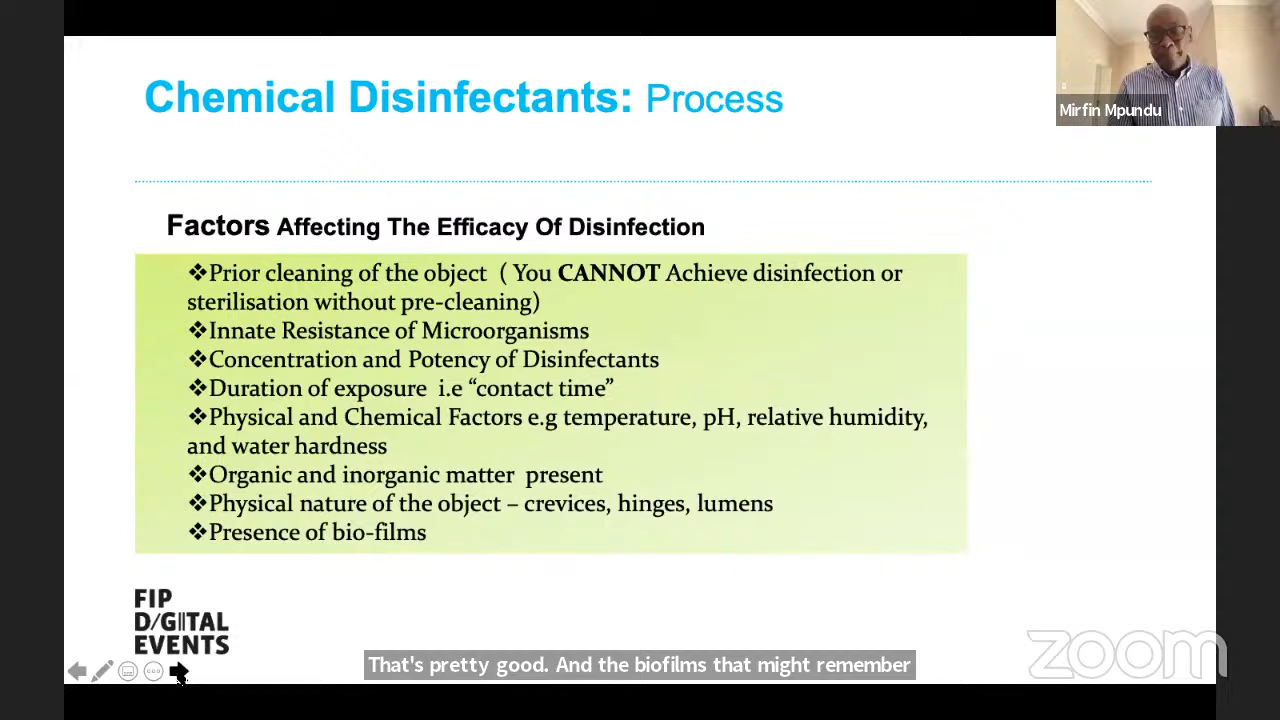 Chemical Disinfectants: Process
Mirfin Mpundu
Factors Affecting The Efficacy Of Disinfection
❖Prior cleaning of the object ( You CANNOT Achieve disinfection or
sterilisation without pre-cleaning)
❖Innate Resistance of Microorganisms
❖Concentration and Potency of Disinfectants
❖Duration of exposure i.e “contact time”
❖Physical and Chemical Factors e.g temperature, pH, relative humidity,
and water hardness
❖Organic and inorganic matter present
❖Physical nature of the object – crevices, hinges, lumens
❖Presence of bio-films
FIP
D/G|TAL
EVENTS
That's pretty good. And the biofilms that might remember
zoom